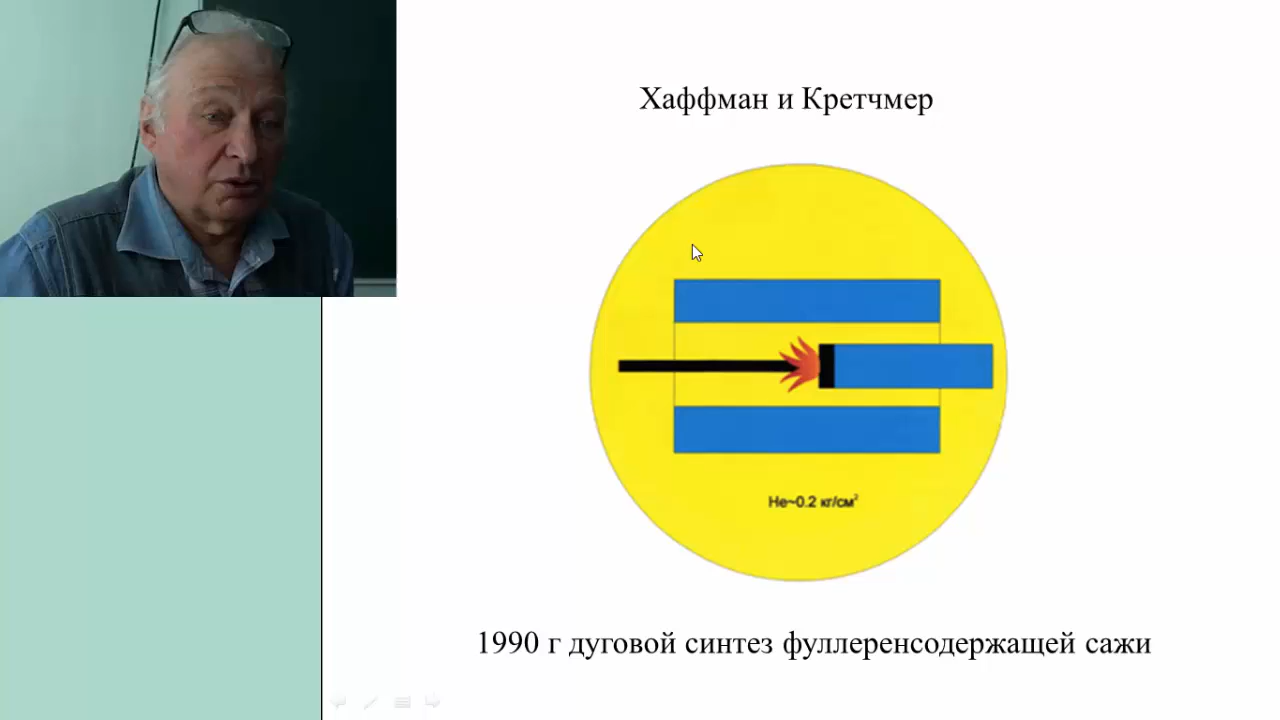 Хаффман и Кретчмер
He~0.2 кг/см²
1990 г дуговой синтез фуллеренсодержащей сажи